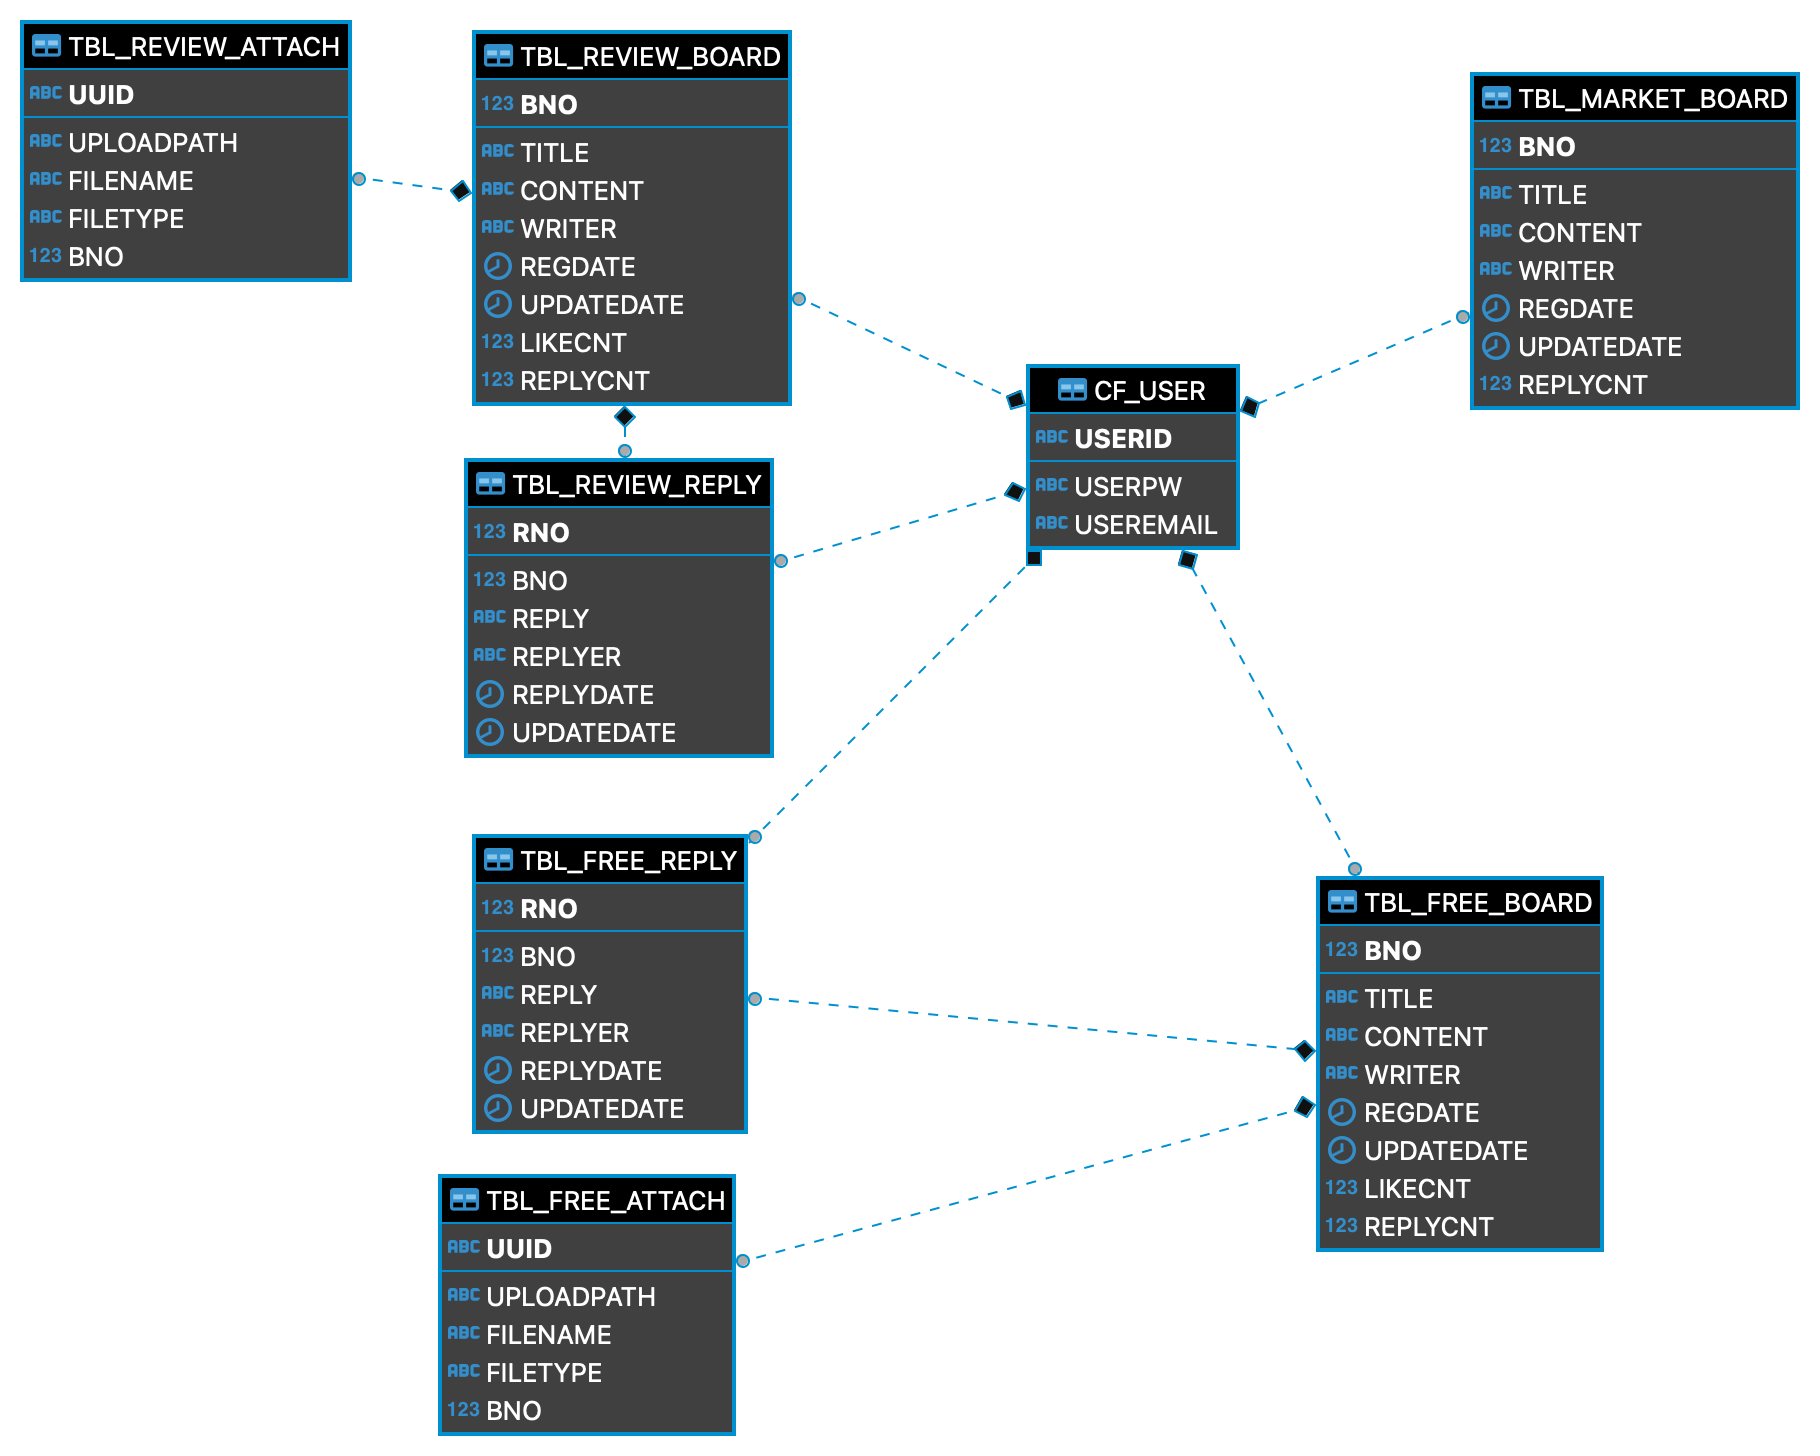 TBL_REVIEW_ATTACH
ABC UUID
ABC UPLOADPATH
ABC FILENAME
ABC FILETYPE
123 BNO
TBL_REVIEW_BOARD
123 BNO
ABC TITLE
ABC CONTENT
ABC WRITER
REGDATE
UPDATEDATE
123 LIKECNT
123 REPLYCNT
TBL_MARKET_BOARD
123 BNO
ABC TITLE
ABC CONTENT
ABC WRITER
REGDATE
UPDATEDATE
123 REPLYCNT
CF_USER
ABC USERID
ABC USERPW
ABC USEREMAIL
TBL_REVIEW_REPLY
123 RNO
123 BNO
ABC REPLY
ABC REPLYER
REPLYDATE
UPDATEDATE
TBL_FREE_REPLY
123 RNO
123 BNO
ABC REPLY
ABC REPLYER
REPLYDATE
UPDATEDATE
TBL_FREE_BOARD
123 BNO
ABC TITLE
ABC CONTENT
ABC WRITER
REGDATE
UPDATEDATE
123 LIKECNT
123 REPLYCNT
TBL_FREE_ATTACH
ABC UUID
ABC UPLOADPATH
ABC FILENAME
ABC FILETYPE
123 BNO